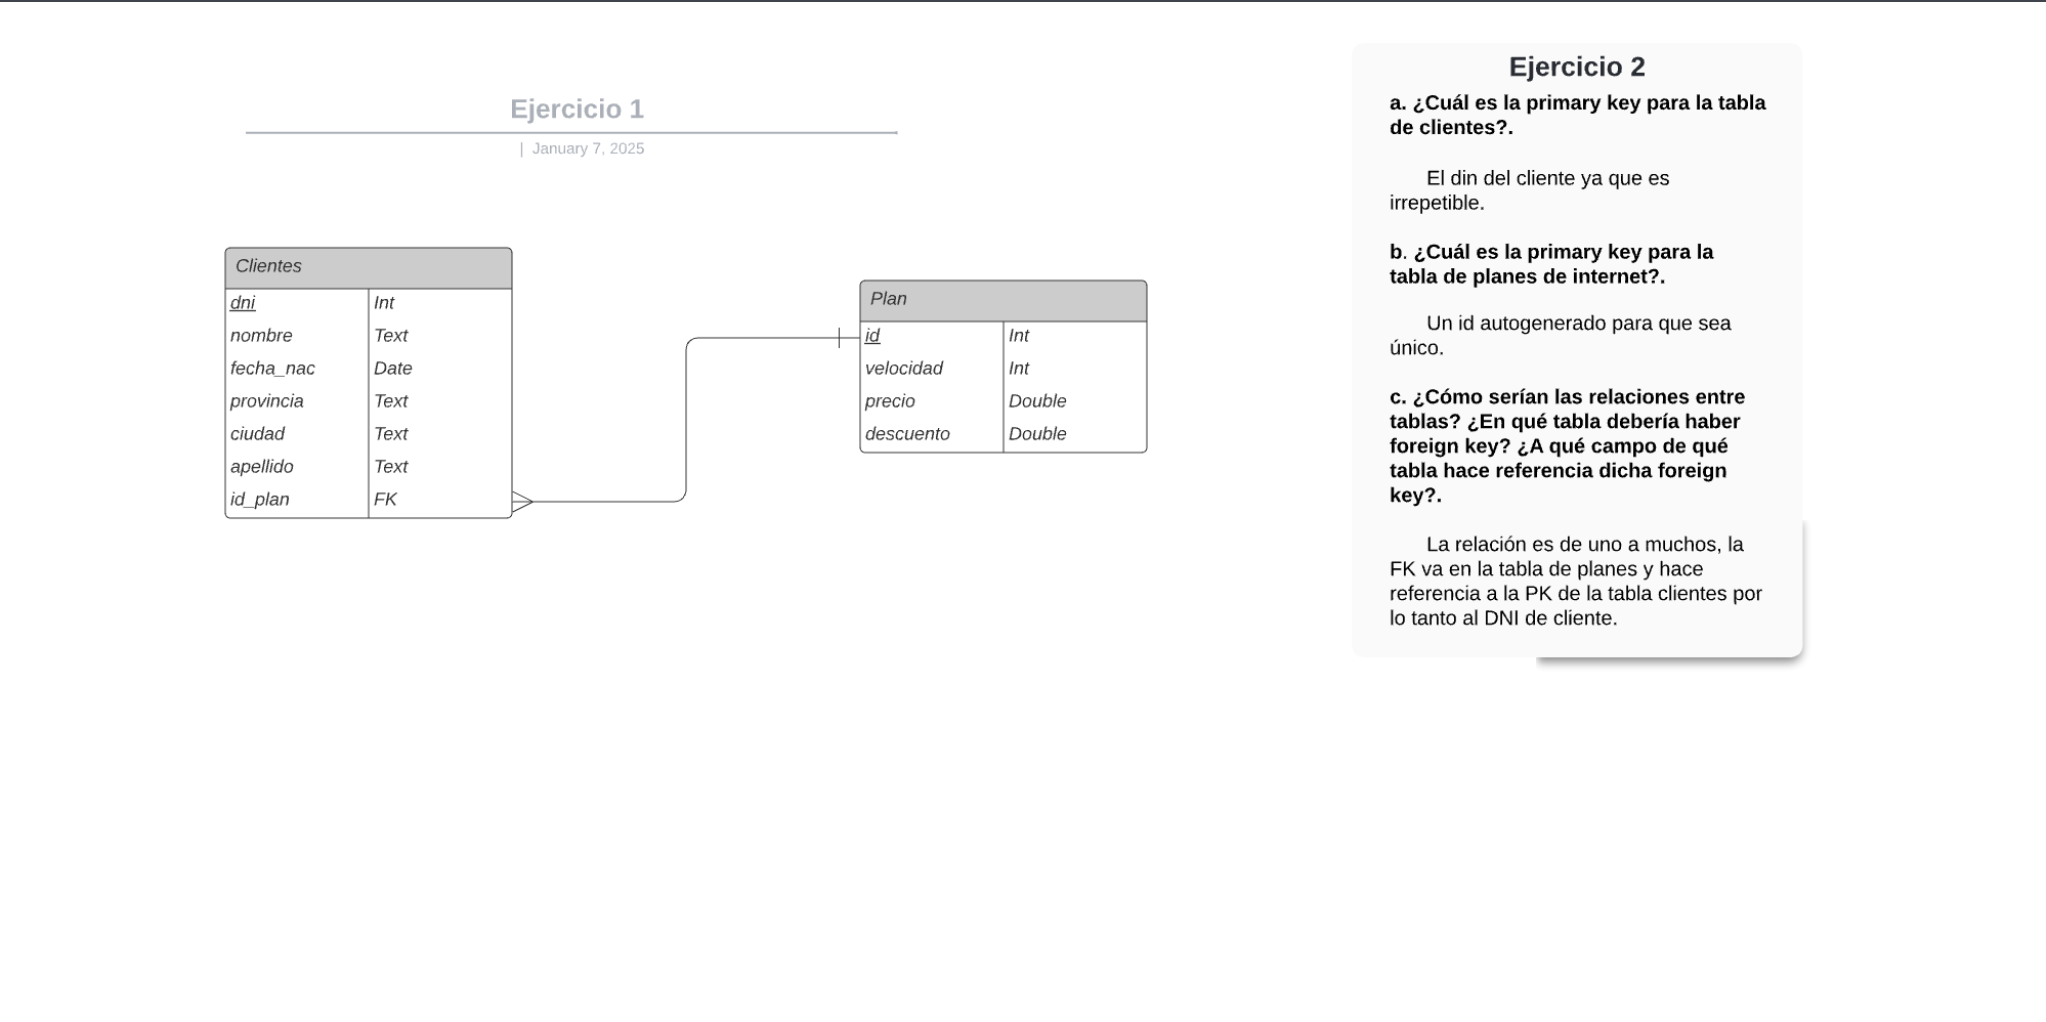 Ejercicio 1
| January 7, 2025
Clientes
dni Int
nombre Text
fecha_nac Date
provincia Text
ciudad Text
apellido Text
id_plan FK
Plan
id Int
velocidad Int
precio Double
descuento Double
Ejercicio 2
a. ¿Cuál es la primary key para la tabla
de clientes?.
El din del cliente ya que es
irrepetible.
b. ¿Cuál es la primary key para la
tabla de planes de internet?.
Un id autogenerado para que sea
único.
c. ¿Cómo serían las relaciones entre
tablas? ¿En qué tabla debería haber
foreign key? ¿A qué campo de qué
tabla hace referencia dicha foreign
key?.
La relación es de uno a muchos, la
FK va en la tabla de planes y hace
referencia a la PK de la tabla clientes por
lo tanto al DNI de cliente.